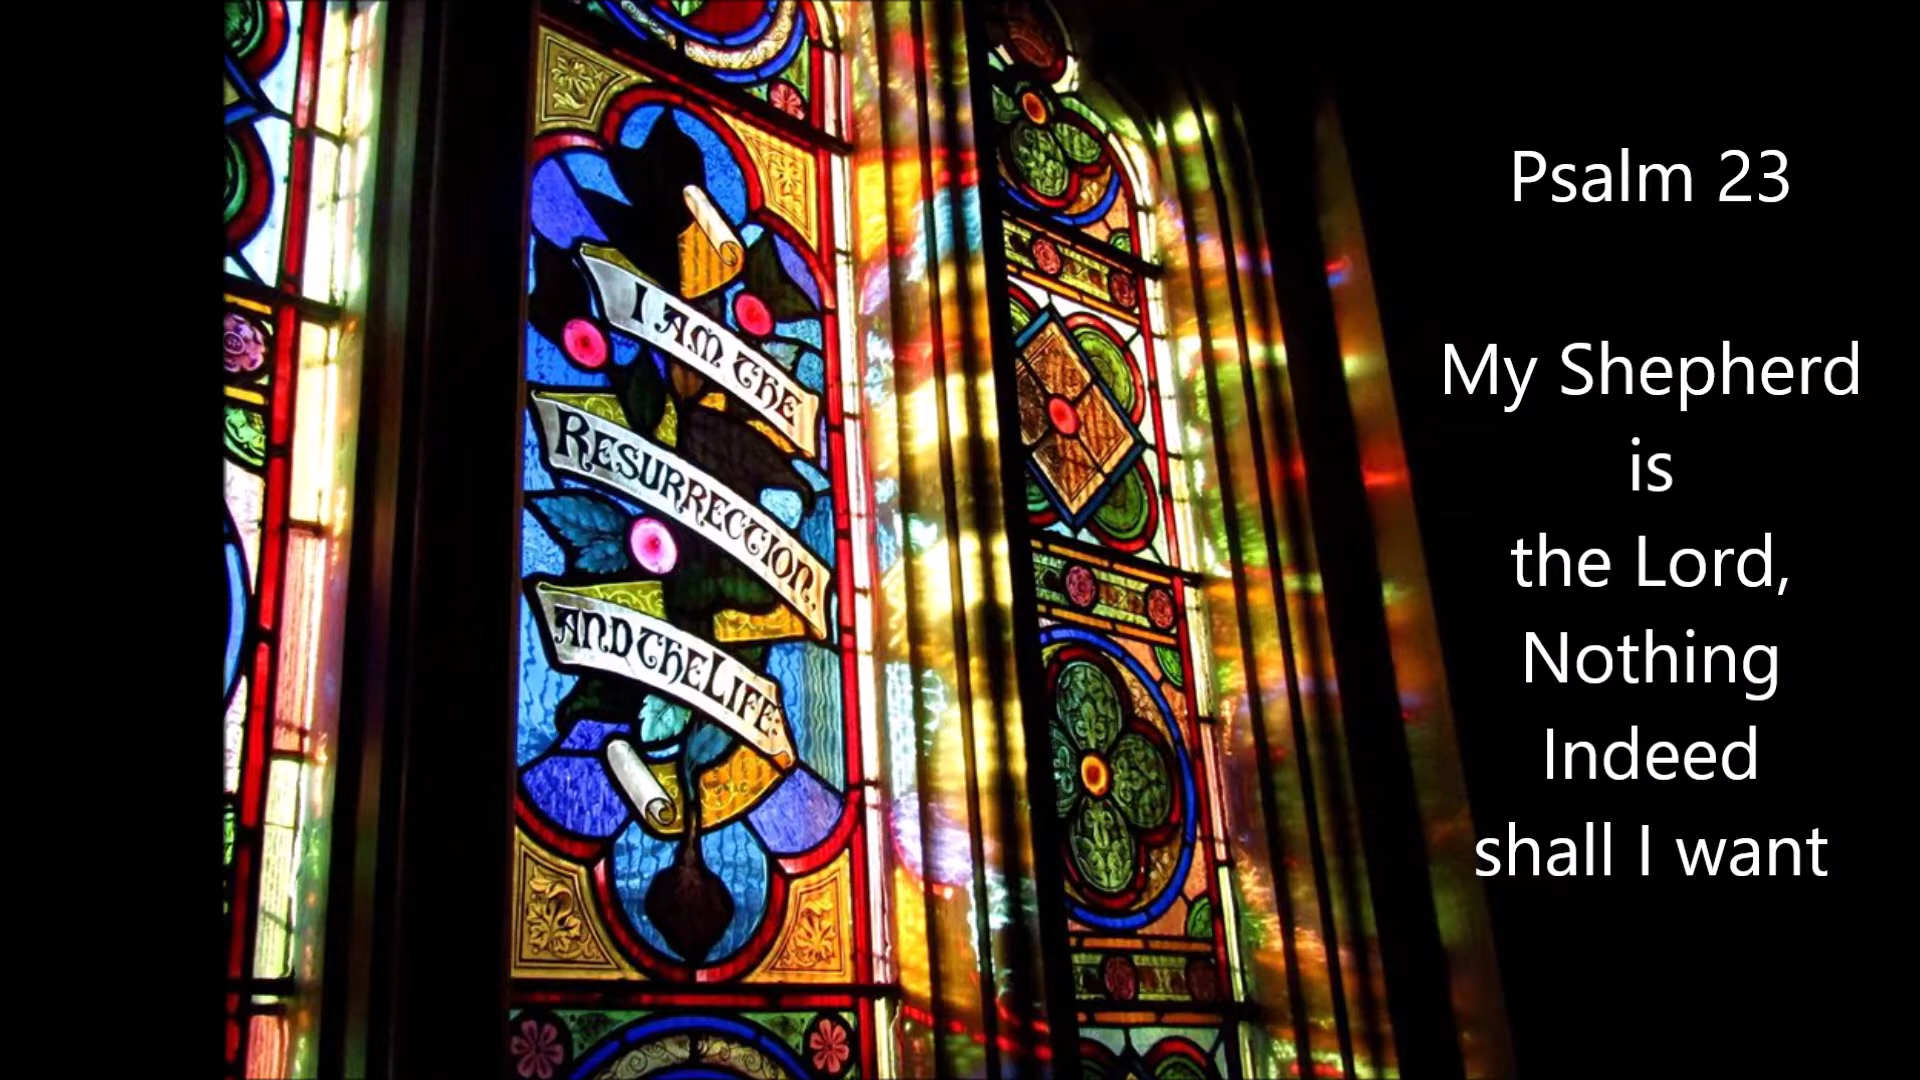 I AM THE
RESURRECTION,
AND THE LIFE.
Psalm 23
My Shepherd
is
the Lord,
Nothing
Indeed
shall I want